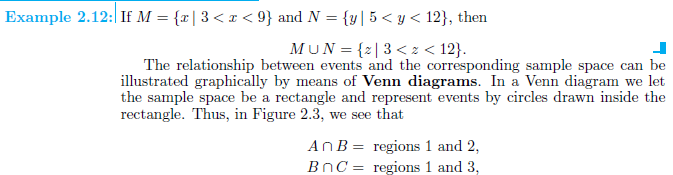 Example 2.12: If M = {x | 3 < x < 9} and N = {y | 5 < y < 12}, then
M ∪ N = {z | 3 < z < 12}.
The relationship between events and the corresponding sample space can be
illustrated graphically by means of Venn diagrams. In a Venn diagram we let
the sample space be a rectangle and represent events by circles drawn inside the
rectangle. Thus, in Figure 2.3, we see that
A ∩ B = regions 1 and 2,
B ∩ C = regions 1 and 3,